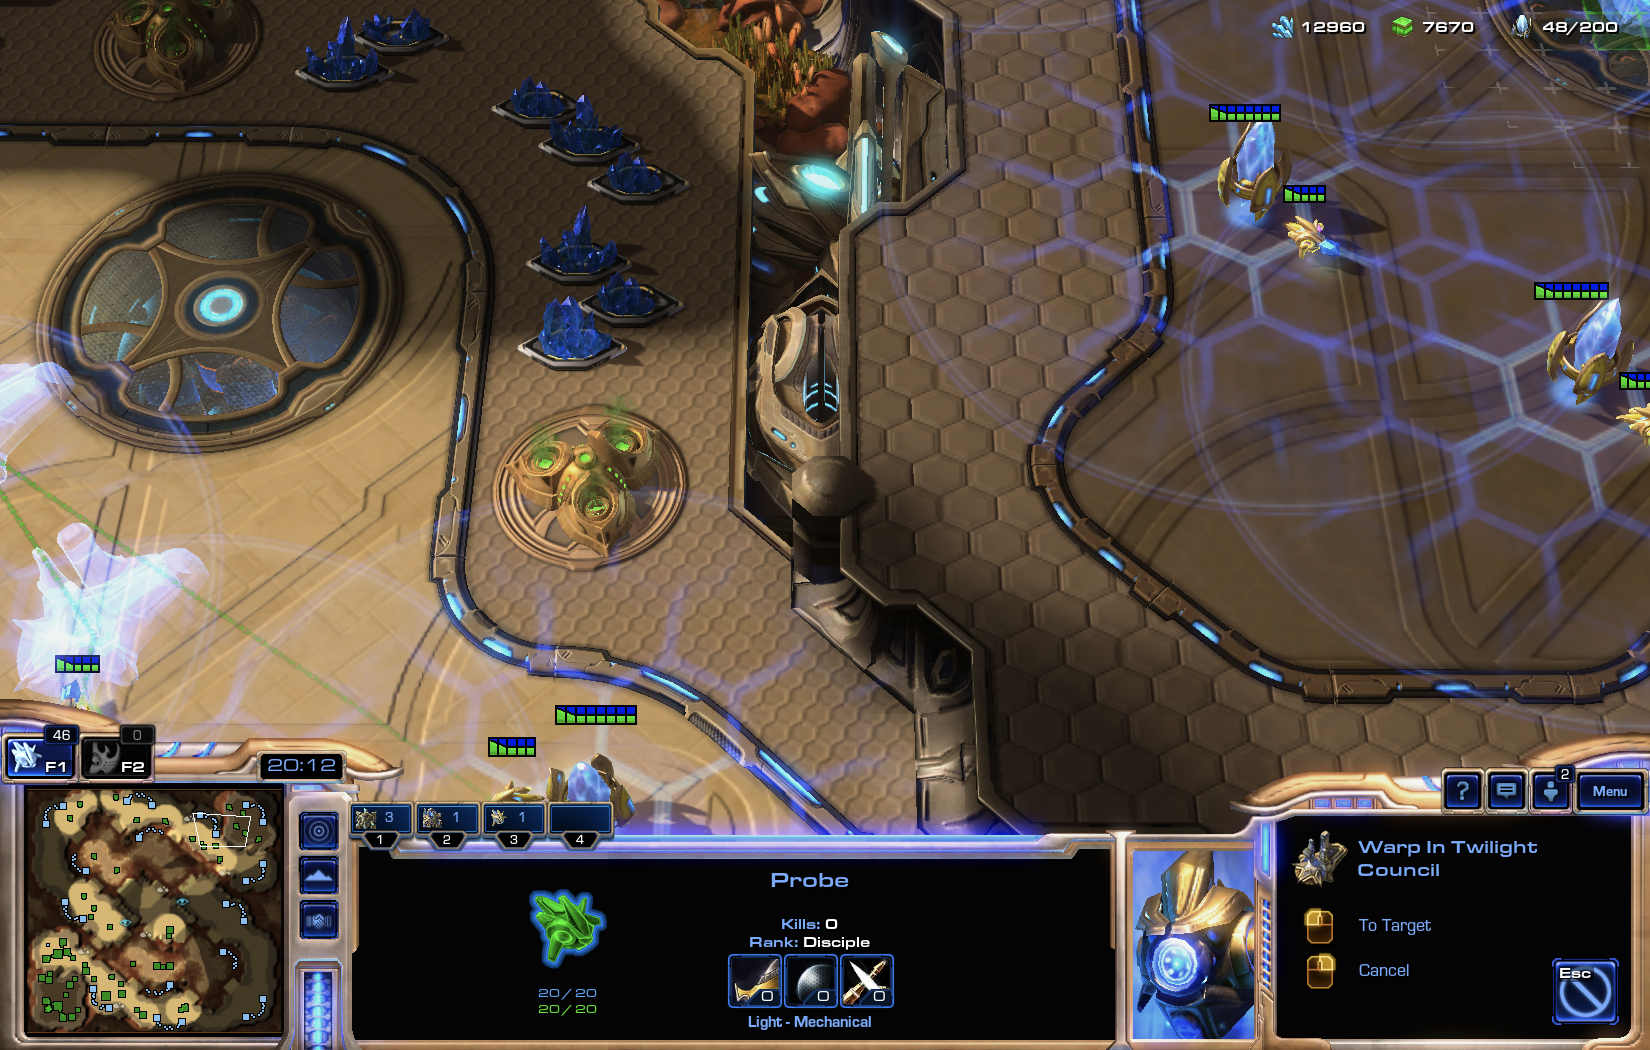 12960 7670 48/200
46 0
F1 F2
20:12
2
? Menu
3 1 1
1 2 3 4
Probe
Kills: 0
Rank: Disciple
0 0 0
20/20
20/20
Light - Mechanical
Warp In Twilight
Council
To Target
Cancel
Esc